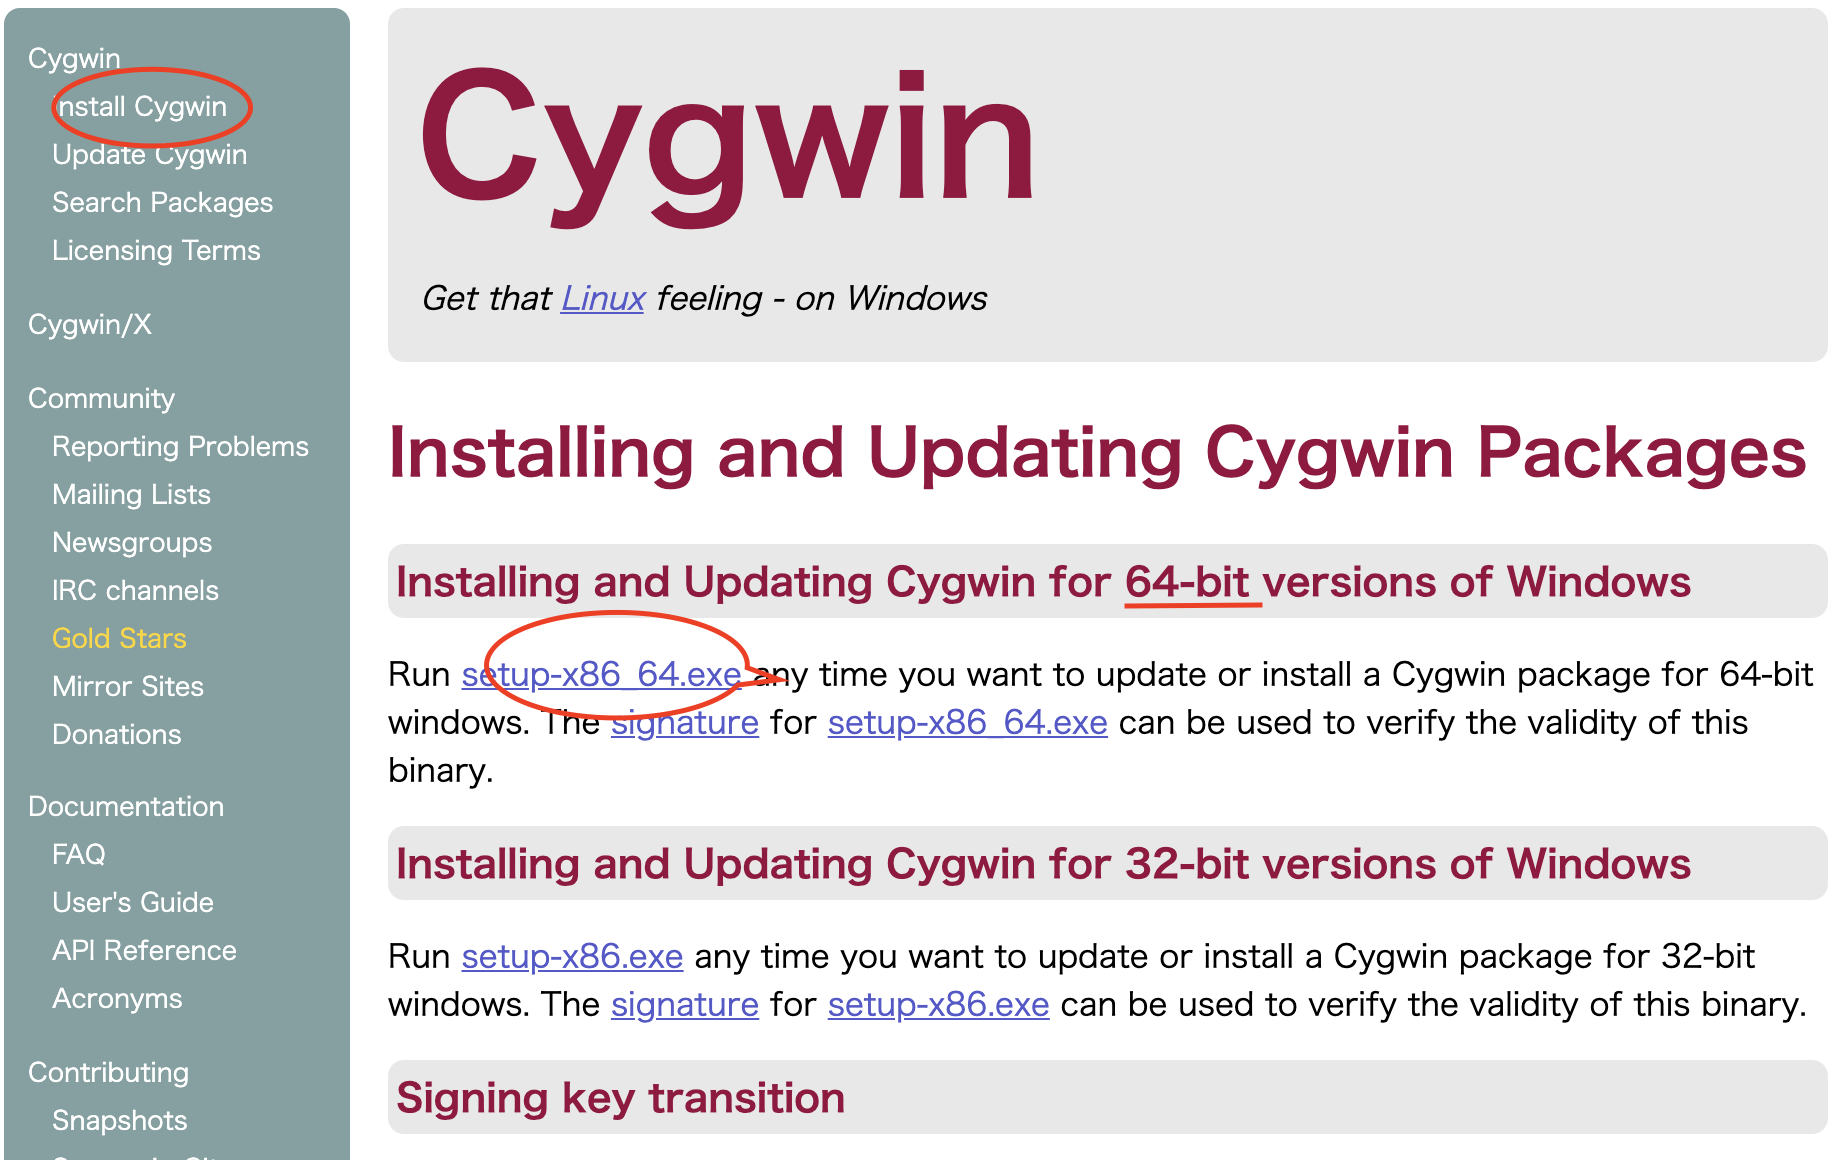 Cygwin
Install Cygwin
Update Cygwin
Search Packages
Licensing Terms
Cygwin/X
Community
Reporting Problems
Mailing Lists
Newsgroups
IRC channels
Gold Stars
Mirror Sites
Donations
Documentation
FAQ
User's Guide
API Reference
Acronyms
Contributing
Snapshots
Cygwin
Get that Linux feeling - on Windows
Installing and Updating Cygwin Packages
Installing and Updating Cygwin for 64-bit versions of Windows
Run setup-x86_64.exe any time you want to update or install a Cygwin package for 64-bit
windows. The signature for setup-x86_64.exe can be used to verify the validity of this
binary.
Installing and Updating Cygwin for 32-bit versions of Windows
Run setup-x86.exe any time you want to update or install a Cygwin package for 32-bit
windows. The signature for setup-x86.exe can be used to verify the validity of this binary.
Signing key transition